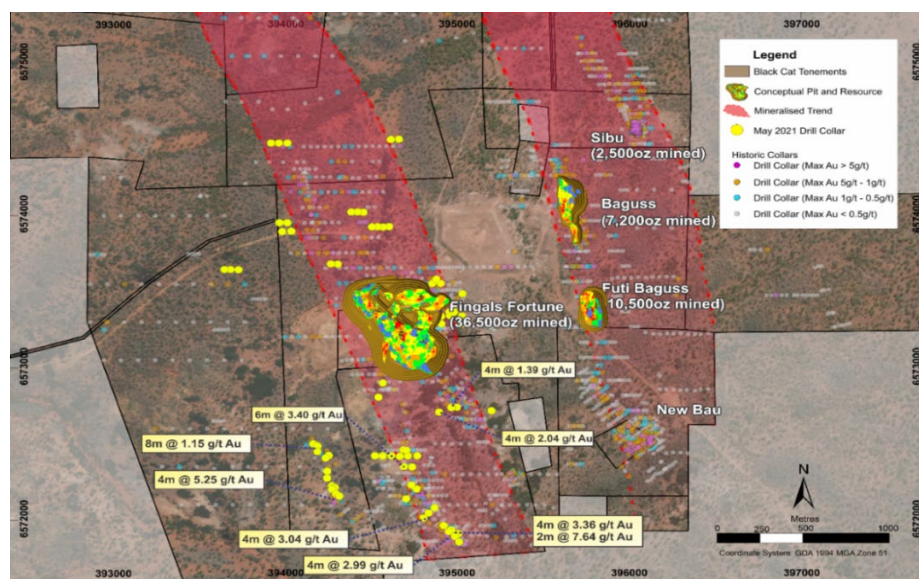 393000
394000
395000
396000
397000
6575000
6575000
Legend
Black Cat Tenements
Conceptual Pit and Resource
Mineralised Trend
May 2021 Drill Collar
Historic Collars
Drill Collar (Max Au > 5g/t)
Drill Collar (Max Au 5g/t - 1g/t)
Drill Collar (Max Au 1g/t - 0.5g/t)
Drill Collar (Max Au < 0.5g/t)
Sibu
(2,500oz mined)
6574000
6574000
Baguss
(7,200oz mined)
Futi Baguss
(10,500oz mined)
Fingals Fortune
(36,500oz mined)
6573000
6573000
4m @ 1.39 g/t Au
New Bau
6m @ 3.40 g/t Au
8m @ 1.15 g/t Au
4m @ 2.04 g/t Au
4m @ 5.25 g/t Au
N
Metres
6572000
6572000
4m @ 3.04 g/t Au
4m @ 3.36 g/t Au
2m @ 7.64 g/t Au
0 250 500 1000
Coordinate System: GDA 1994 MGA Zone 51
4m @ 2.99 g/t Au
393000
394000
395000
396000
397000